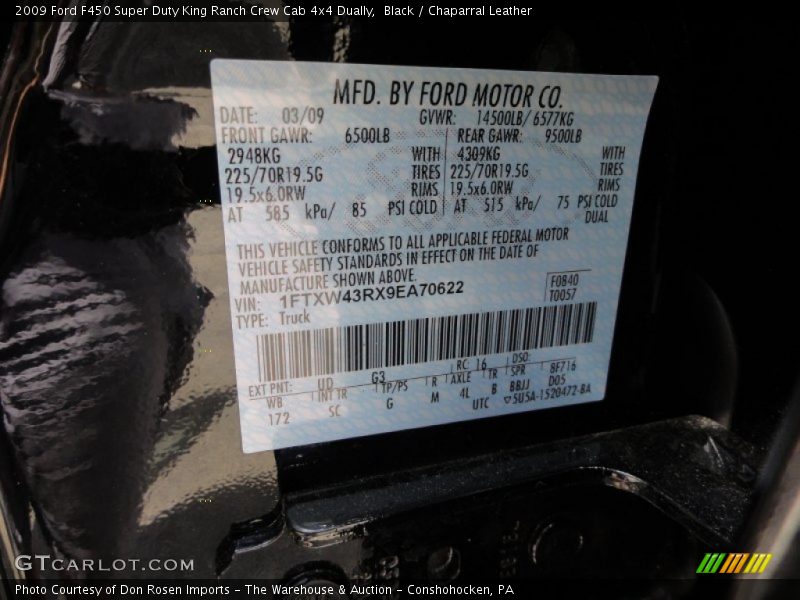 2009 Ford F450 Super Duty King Ranch Crew Cab 4x4 Dually, Black / Chaparral Leather
MFD. BY FORD MOTOR CO.
DATE: 03/09 GVWR: 14500LB/ 6577KG
FRONT GAWR: 6500LB REAR GAWR: 9500LB
2948KG WITH 4309KG WITH
225/70R19.5G TIRES 225/70R19.5G TIRES
19.5x6.0RW RIMS 19.5x6.0RW RIMS
AT 585 kPa/ 85 PSI COLD AT 515 kPa/ 75 PSI COLD
DUAL
THIS VEHICLE CONFORMS TO ALL APPLICABLE FEDERAL MOTOR
VEHICLE SAFETY STANDARDS IN EFFECT ON THE DATE OF
MANUFACTURE SHOWN ABOVE.
VIN: 1FTXW43RX9EA70622 F0840
TYPE: Truck T0057
EXT PNT: UD G3 RC 16 DSO:
WB INT TR TP/PS R AXLE TR SPR 8F716
172 SC G M 4L B BBJJ D05
UTC ▽5U5A-1520472-BA
GTCARLOT.COM
Photo Courtesy of Don Rosen Imports – The Warehouse & Auction – Conshohocken, PA